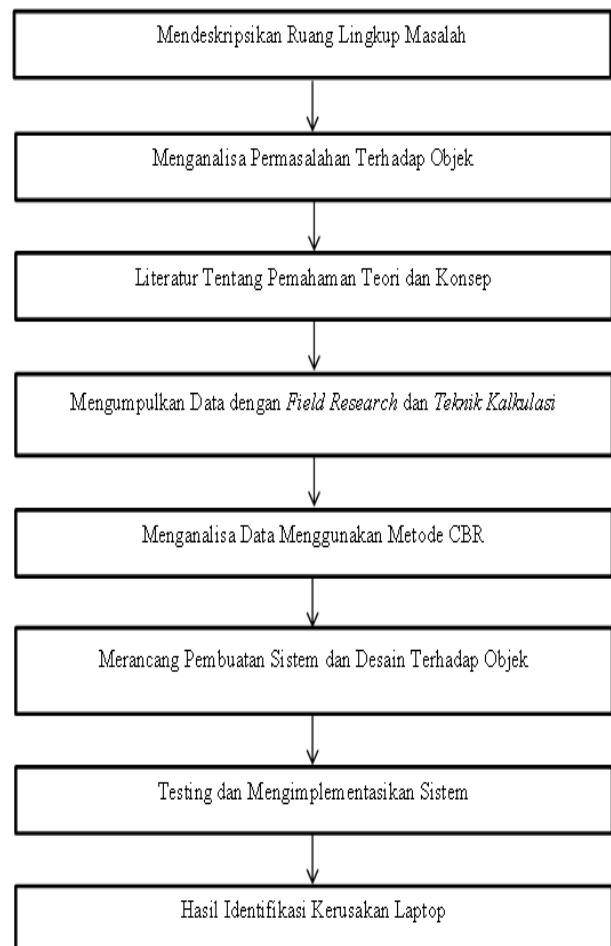 Mendeskripsikan Ruang Lingkup Masalah
Menganalisa Permasalahan Terhadap Objek
Literatur Tentang Pemahaman Teori dan Konsep
Mengumpulkan Data dengan Field Research dan Teknik Kalkulasi
Menganalisa Data Menggunakan Metode CBR
Merancang Pembuatan Sistem dan Desain Terhadap Objek
Testing dan Mengimplementasikan Sistem
Hasil Identifikasi Kerusakan Laptop